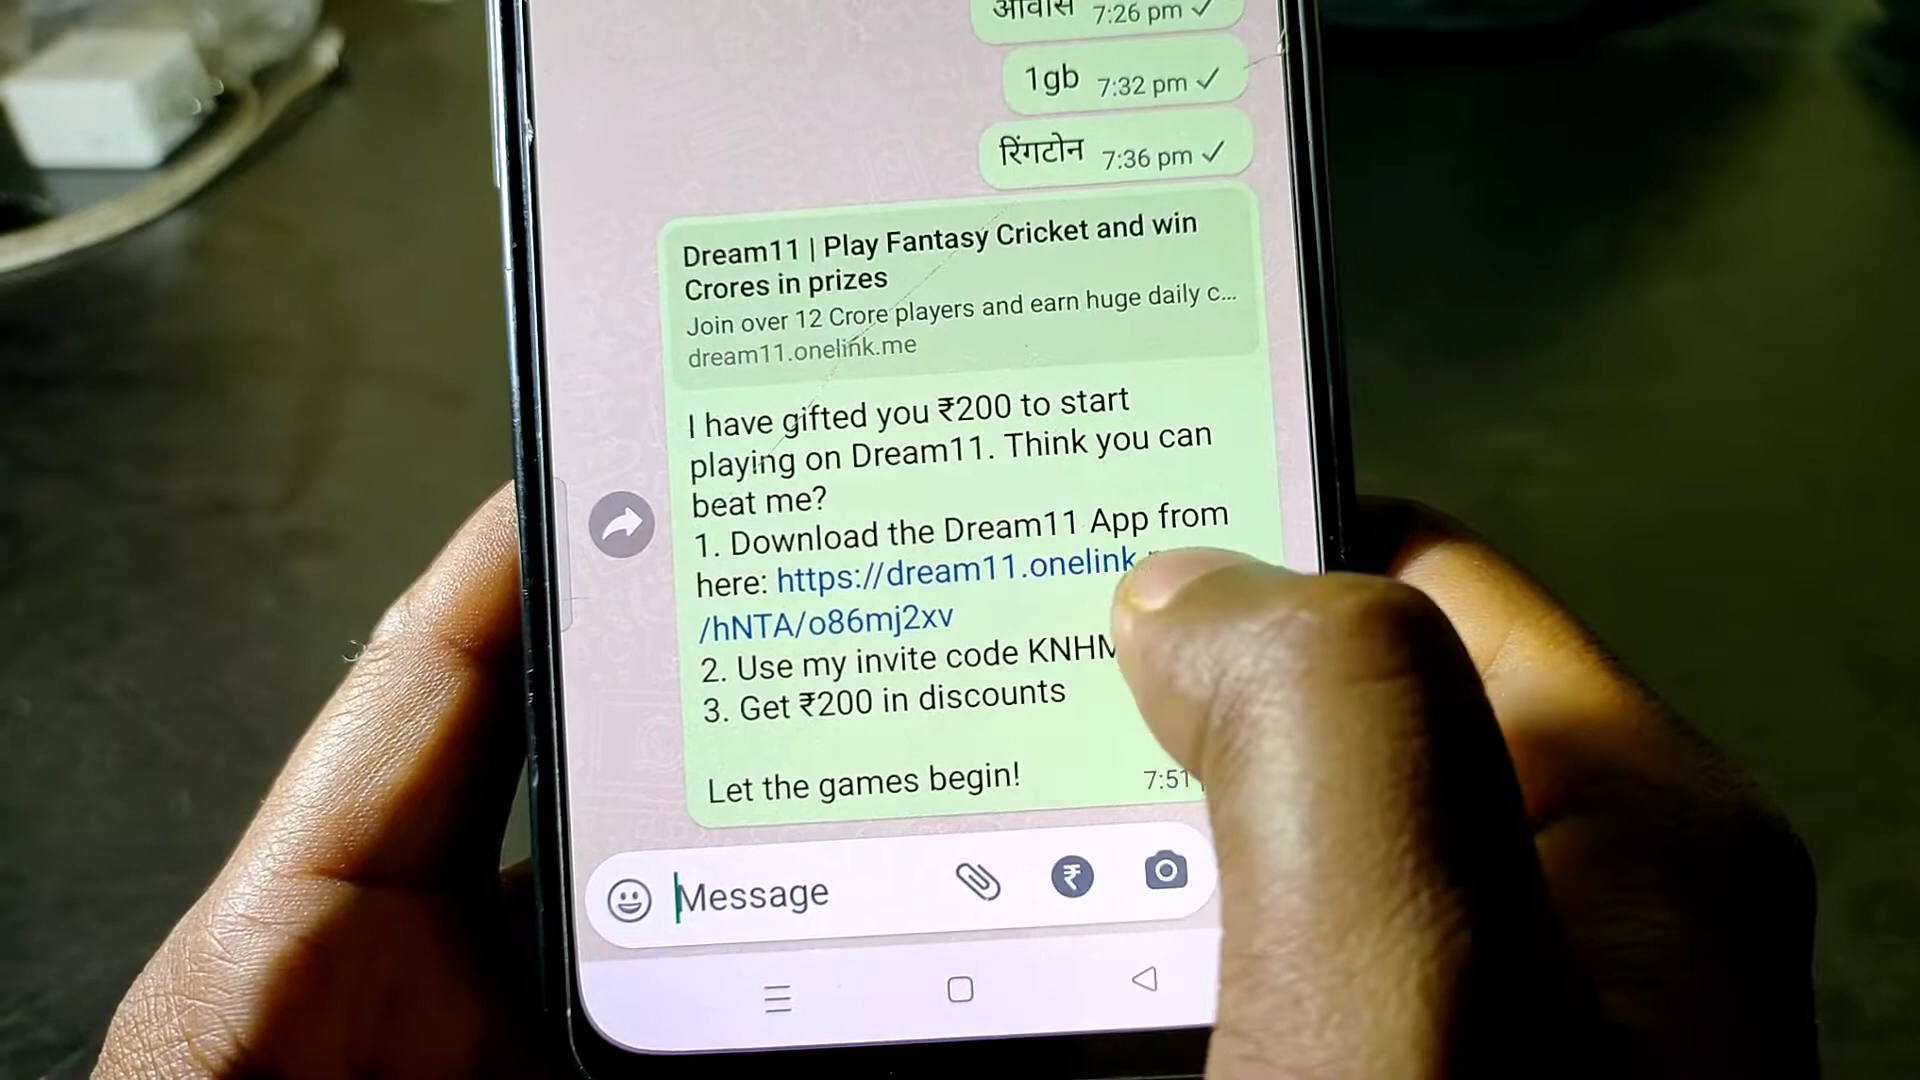 आवास 7:26 pm
1gb 7:32 pm
रिंगटोन 7:36 pm
Dream11 | Play Fantasy Cricket and win
Crores in prizes
Join over 12 Crore players and earn huge daily c...
dream11.onelink.me
I have gifted you ₹200 to start
playing on Dream11. Think you can
beat me?
1. Download the Dream11 App from
here: https://dream11.onelink
/hNTA/o86mj2xv
2. Use my invite code
3. Get ₹200 in discounts
Let the games begin! 7:51
Message